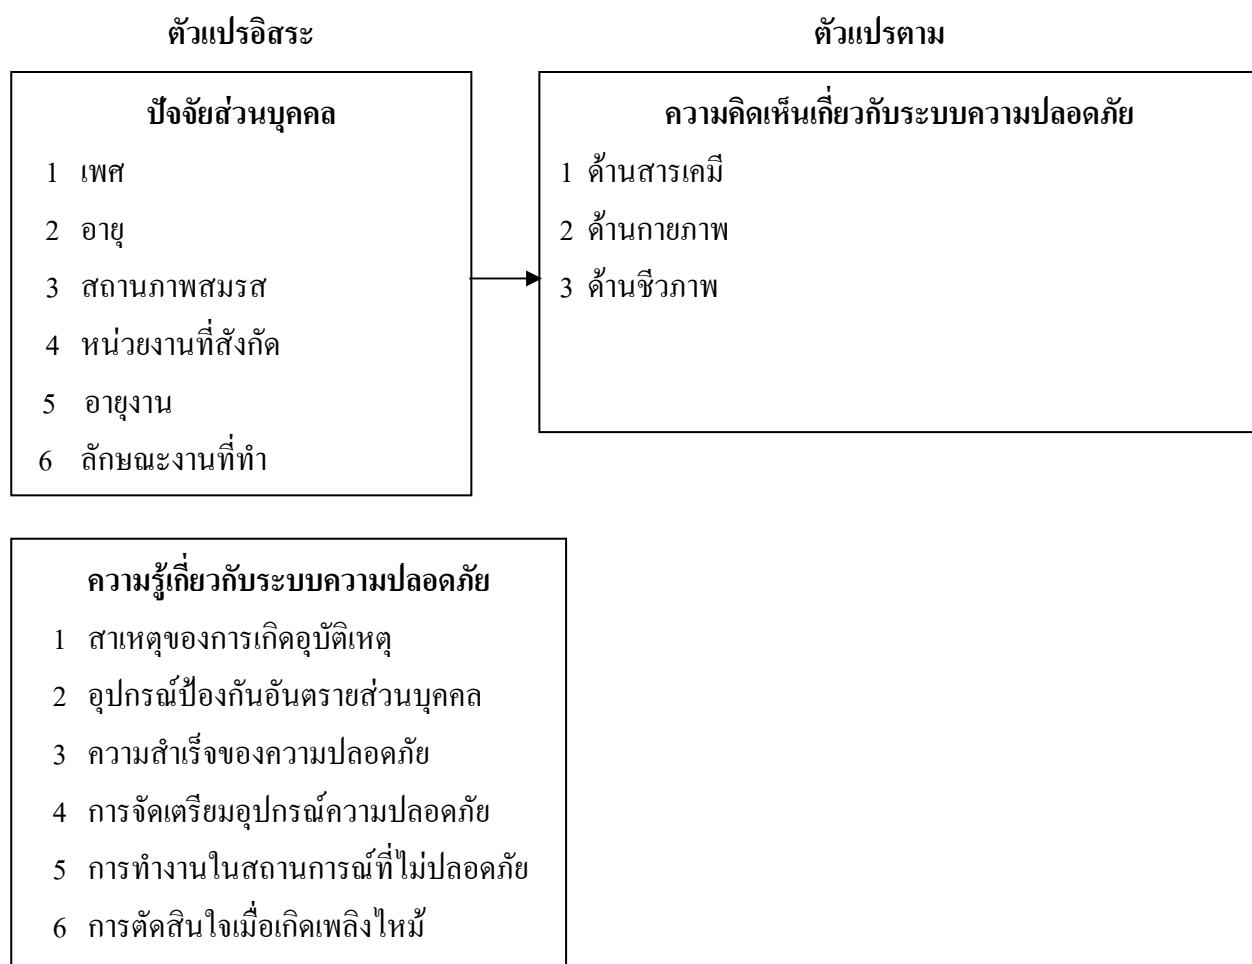 ตัวแปรอิสระ
ตัวแปรตาม
ปัจจัยส่วนบุคคล
1 เพศ
2 อายุ
3 สถานภาพสมรส
4 หน่วยงานที่สังกัด
5 อายุงาน
6 ลักษณะงานที่ทำ
ความคิดเห็นเกี่ยวกับระบบความปลอดภัย
1 ด้านสารเคมี
2 ด้านกายภาพ
3 ด้านชีวภาพ
ความรู้เกี่ยวกับระบบความปลอดภัย
1 สาเหตุของการเกิดอุบัติเหตุ
2 อุปกรณ์ป้องกันอันตรายส่วนบุคคล
3 ความสำเร็จของความปลอดภัย
4 การจัดเตรียมอุปกรณ์ความปลอดภัย
5 การทำงานในสถานการณ์ที่ไม่ปลอดภัย
6 การตัดสินใจเมื่อเกิดเพลิงไหม้